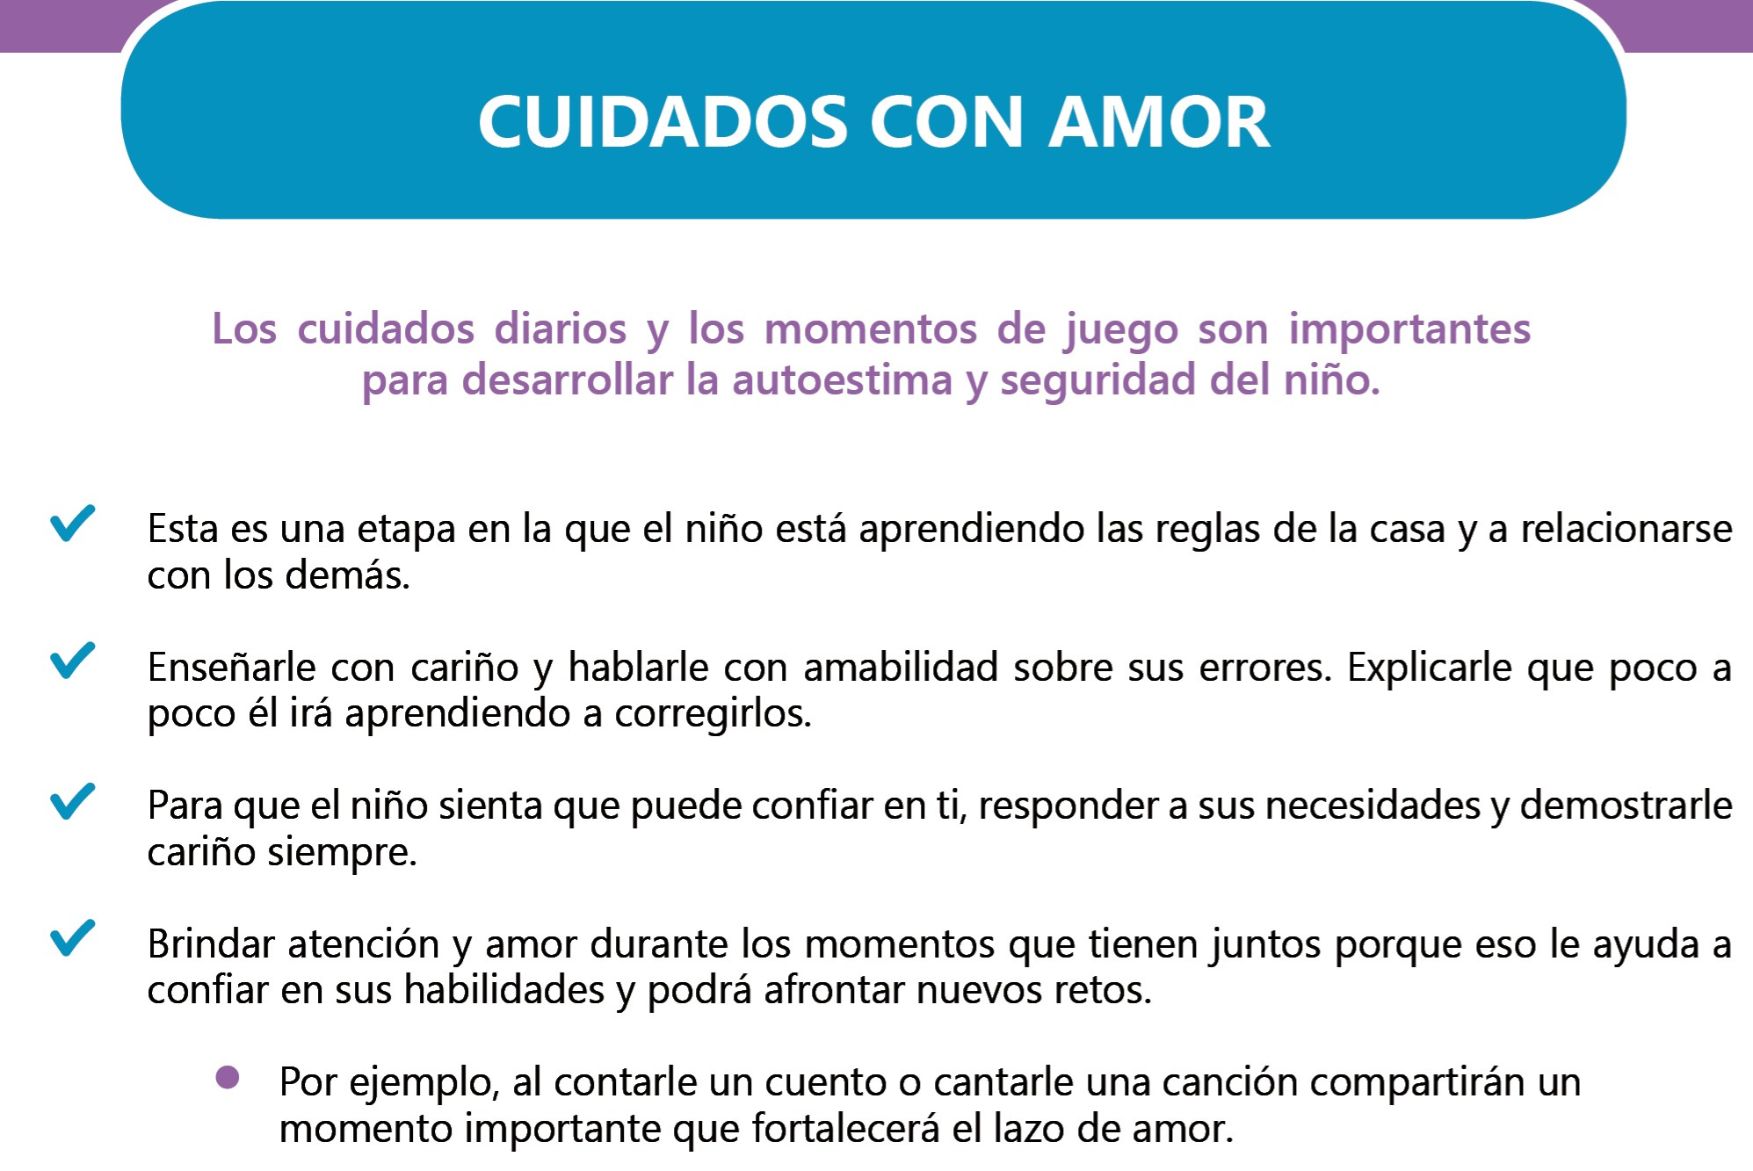 CUIDADOS CON AMOR
Los cuidados diarios y los momentos de juego son importantes
para desarrollar la autoestima y seguridad del niño.
Esta es una etapa en la que el niño está aprendiendo las reglas de la casa y a relacionarse
con los demás.
Enseñarle con cariño y hablarle con amabilidad sobre sus errores. Explicarle que poco a
poco él irá aprendiendo a corregirlos.
Para que el niño sienta que puede confiar en ti, responder a sus necesidades y demostrarle
cariño siempre.
Brindar atención y amor durante los momentos que tienen juntos porque eso le ayuda a
confiar en sus habilidades y podrá afrontar nuevos retos.
Por ejemplo, al contarle un cuento o cantarle una canción compartirán un
momento importante que fortalecerá el lazo de amor.